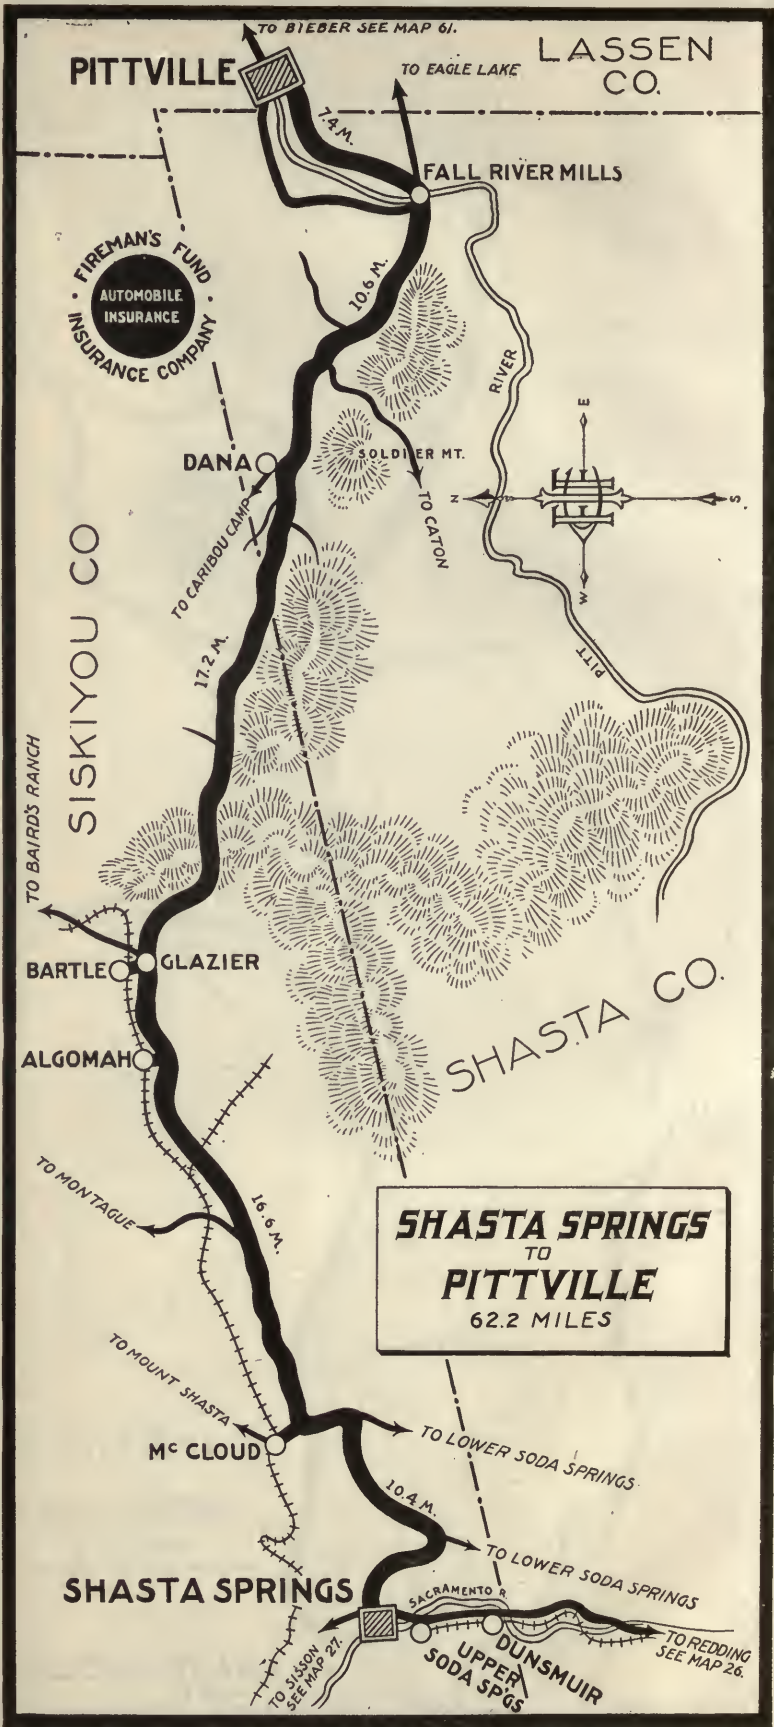 TO BIEBER SEE MAP 61.
LASSEN
CO.
PITTVILLE
TO EAGLE LAKE
7.4 M.
FALL RIVER MILLS
FIREMAN'S FUND
INSURANCE COMPANY
AUTOMOBILE
INSURANCE
10.6 M.
RIVER
E
N
S
W
DANA
SOLDIER MT.
TO CATON
TO CARIBOU CAMP
SISKIYOU CO
17.2 M.
PITT
TO BAIRD'S RANCH
BARTLE
GLAZIER
SHASTA CO.
ALGOMAH
TO MONTAGUE
16.6 M.
SHASTA SPRINGS
TO
PITTVILLE
62.2 MILES
TO MOUNT SHASTA
Mc CLOUD
TO LOWER SODA SPRINGS
10.4 M.
TO LOWER SODA SPRINGS
SHASTA SPRINGS
SACRAMENTO R.
TO SISSON
SEE MAP 27.
UPPER
SODA SP'GS
DUNSMUIR
TO REDDING
SEE MAP 26.